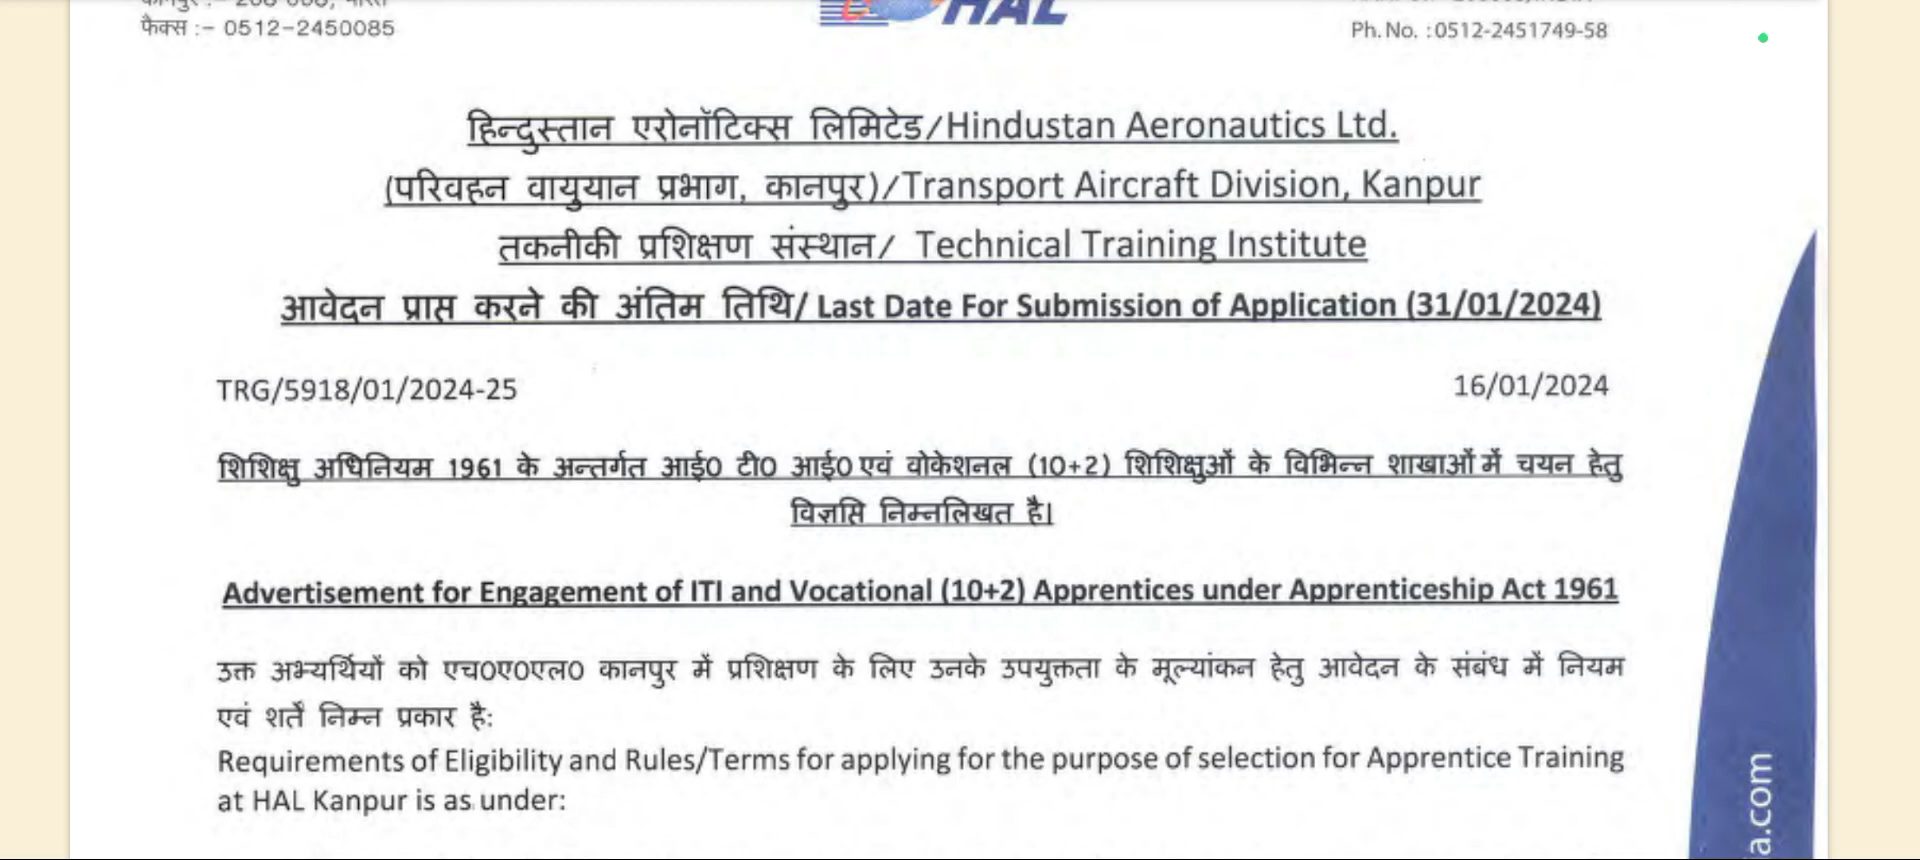 फैक्स :- 0512-2450085
HAL
Ph. No. :0512-2451749-58
हिन्दुस्तान एरोनॉटिक्स लिमिटेड/Hindustan Aeronautics Ltd.
(परिवहन वायुयान प्रभाग, कानपुर)/Transport Aircraft Division, Kanpur
तकनीकी प्रशिक्षण संस्थान/ Technical Training Institute
आवेदन प्राप्त करने की अंतिम तिथि/ Last Date For Submission of Application (31/01/2024)
TRG/5918/01/2024-25
16/01/2024
शिशिक्षु अधिनियम 1961 के अन्तर्गत आई0 टी0 आई0 एवं वोकेशनल (10+2) शिशिक्षुओं के विभिन्न शाखाओं में चयन हेतु
विज्ञप्ति निम्नलिखत है।
Advertisement for Engagement of ITI and Vocational (10+2) Apprentices under Apprenticeship Act 1961
उक्त अभ्यर्थियों को एच0ए0एल0 कानपुर में प्रशिक्षण के लिए उनके उपयुक्तता के मूल्यांकन हेतु आवेदन के संबंध में नियम
एवं शर्तें निम्न प्रकार है:
Requirements of Eligibility and Rules/Terms for applying for the purpose of selection for Apprentice Training
at HAL Kanpur is as under:
a.com